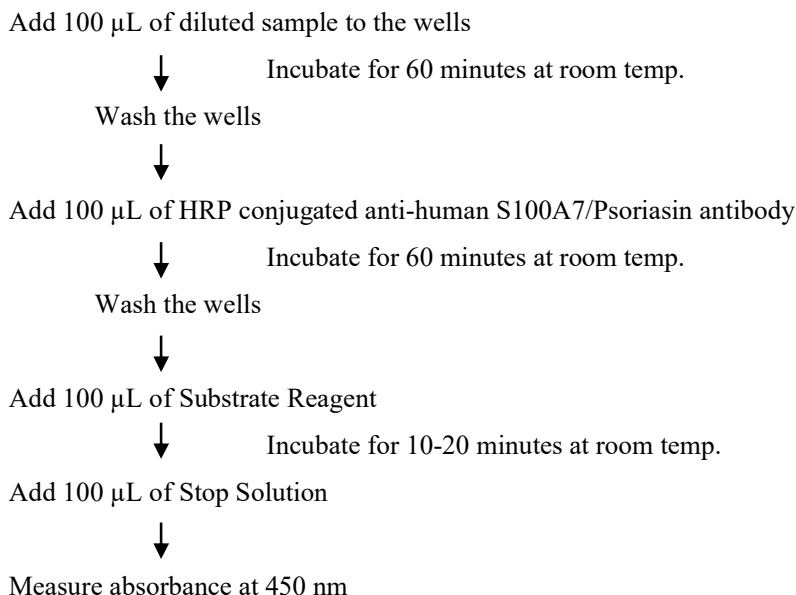 Add 100 µL of diluted sample to the wells
Incubate for 60 minutes at room temp.
Wash the wells
Add 100 µL of HRP conjugated anti-human S100A7/Psoriasin antibody
Incubate for 60 minutes at room temp.
Wash the wells
Add 100 µL of Substrate Reagent
Incubate for 10-20 minutes at room temp.
Add 100 µL of Stop Solution
Measure absorbance at 450 nm